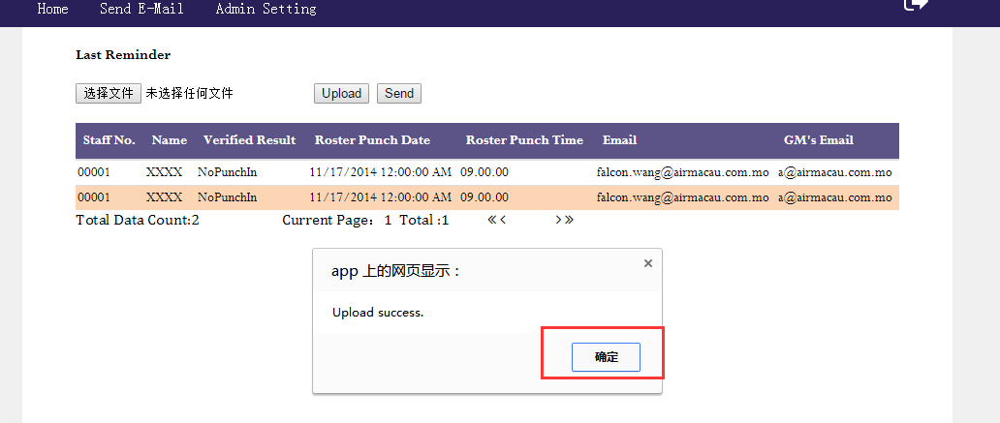 Home Send E-Mail Admin Setting
Last Reminder
选择文件 未选择任何文件 Upload Send
Staff No. Name Verified Result Roster Punch Date Roster Punch Time Email GM's Email
00001 XXXX NoPunchIn 11/17/2014 12:00:00 AM 09.00.00 falcon.wang@airmacau.com.mo a@airmacau.com.mo
00001 XXXX NoPunchIn 11/17/2014 12:00:00 AM 09.00.00 falcon.wang@airmacau.com.mo a@airmacau.com.mo
Total Data Count:2 Current Page：1 Total :1 « < > »
app 上的网页显示：
Upload success.
确定